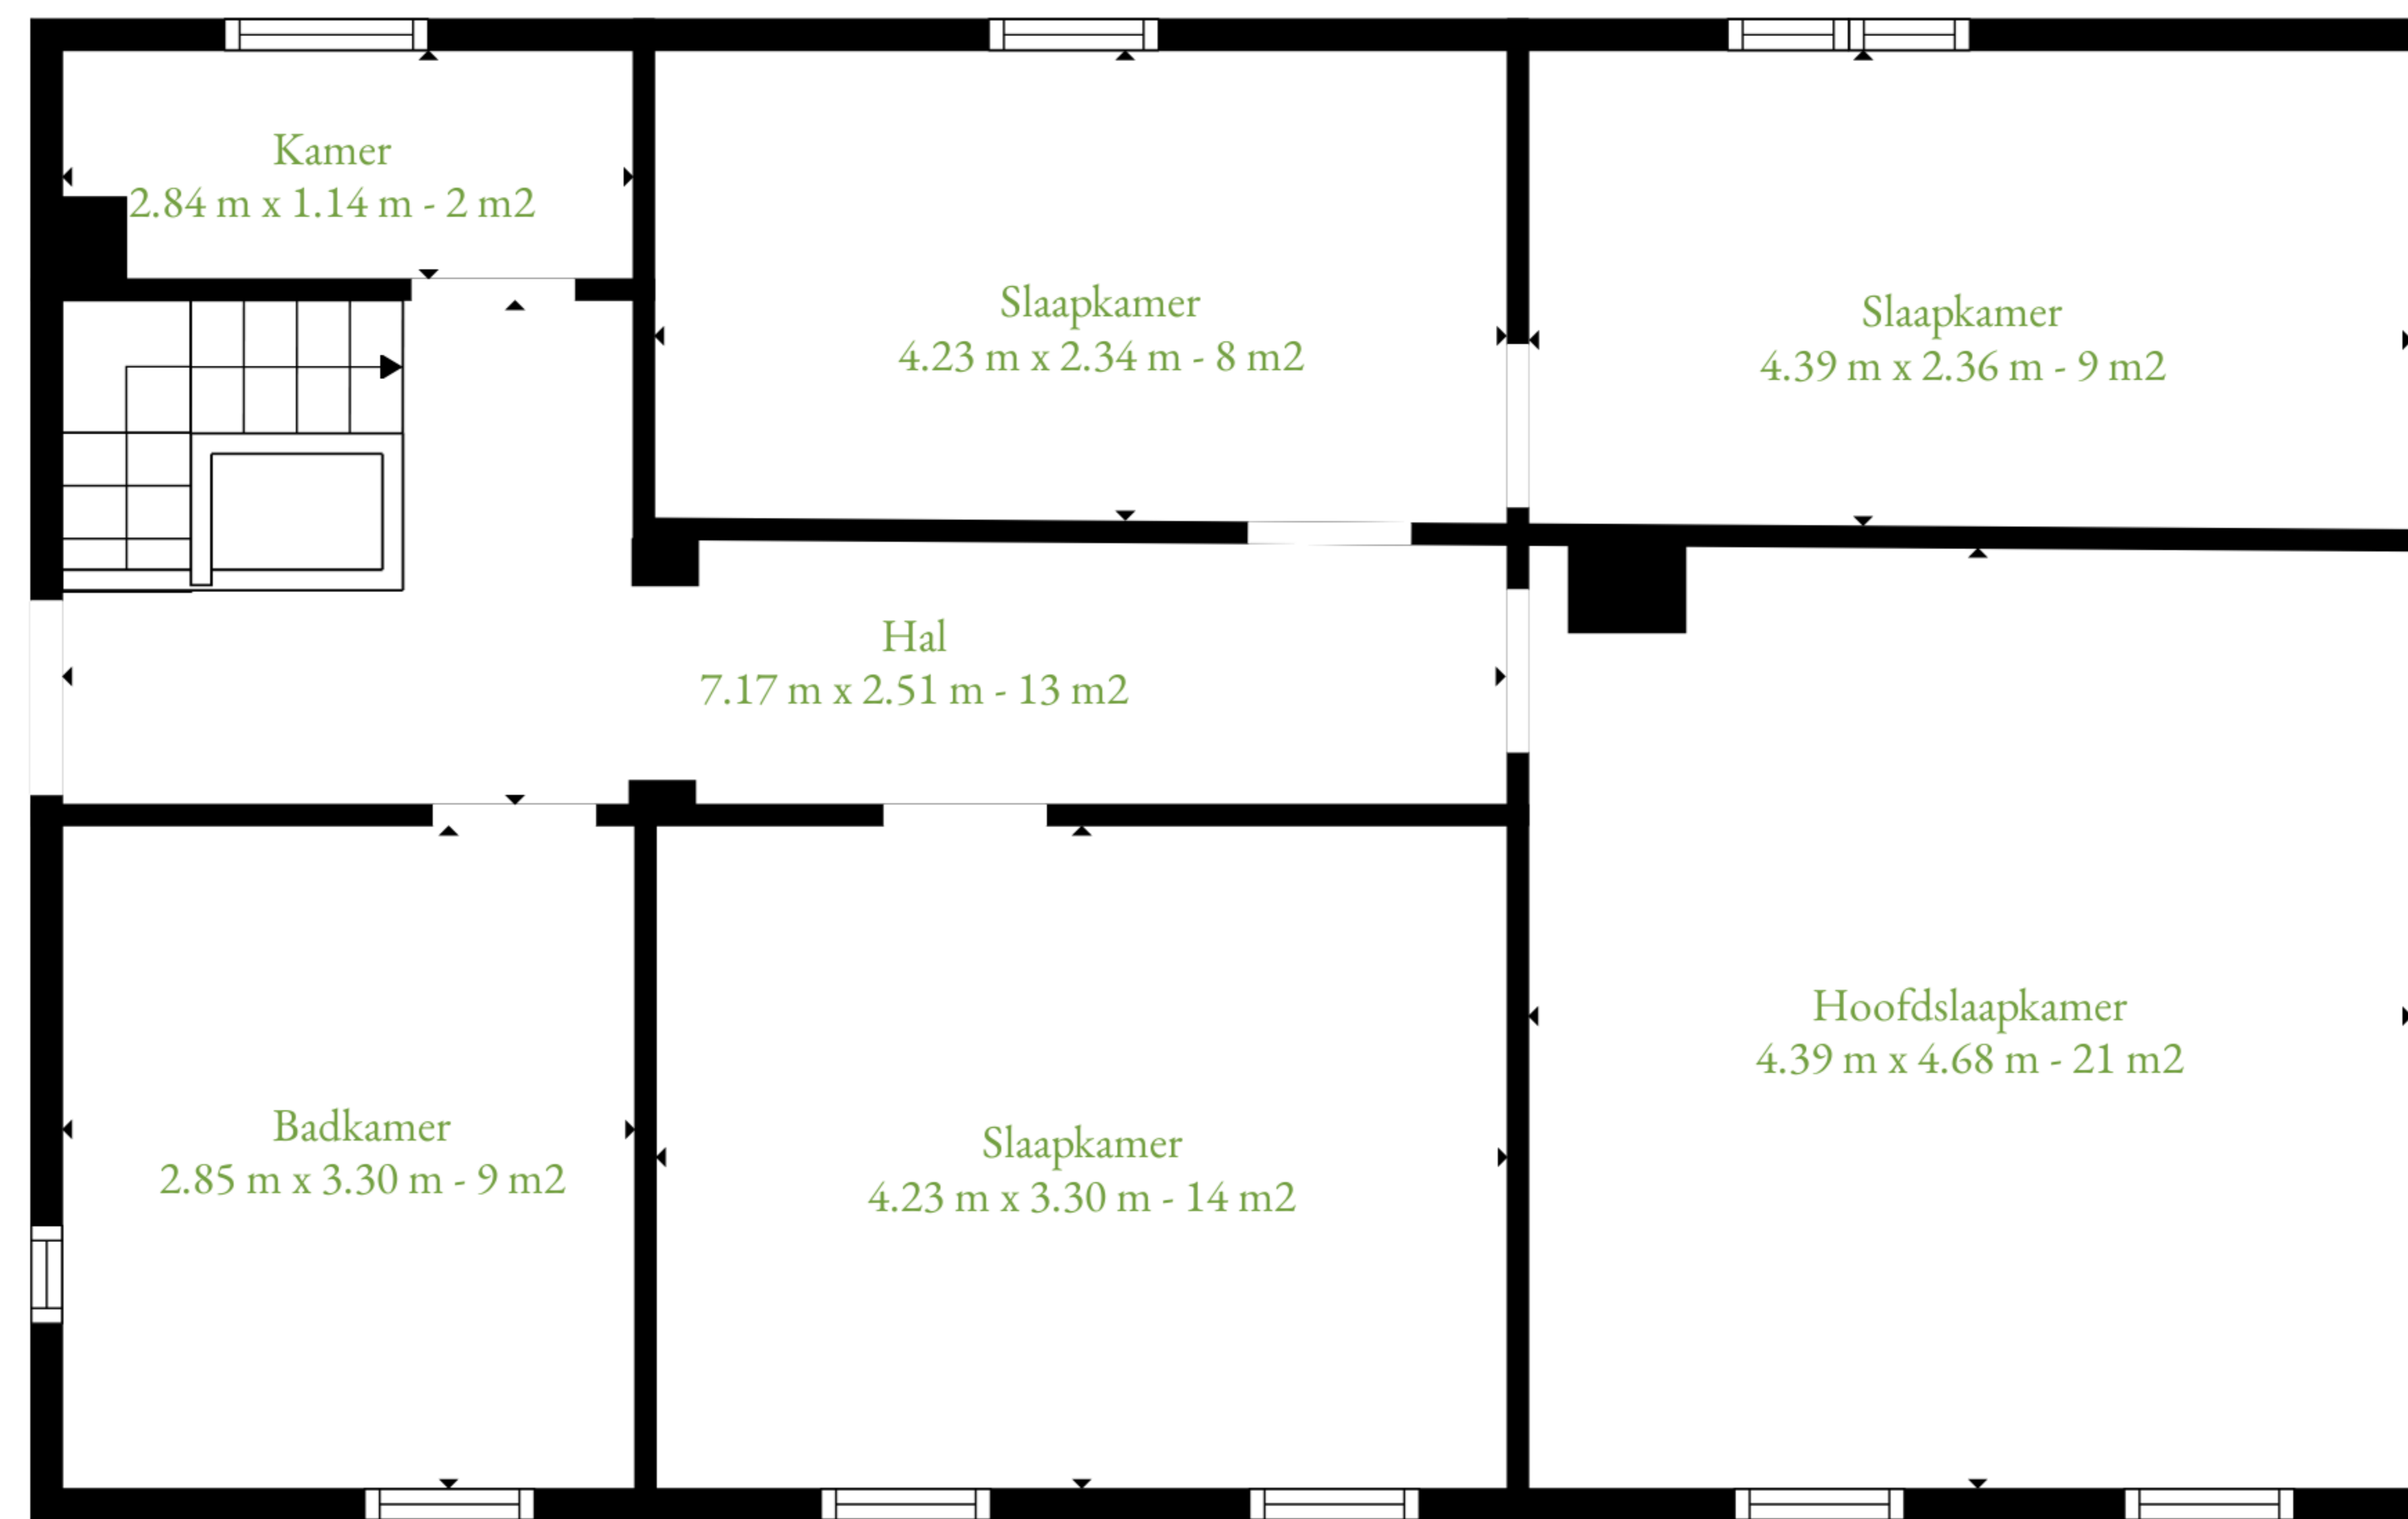 Kamer
2.84 m x 1.14 m - 2 m2
Slaapkamer
4.23 m x 2.34 m - 8 m2
Slaapkamer
4.39 m x 2.36 m - 9 m2
Hal
7.17 m x 2.51 m - 13 m2
Badkamer
2.85 m x 3.30 m - 9 m2
Slaapkamer
4.23 m x 3.30 m - 14 m2
Hoofdslaapkamer
4.39 m x 4.68 m - 21 m2